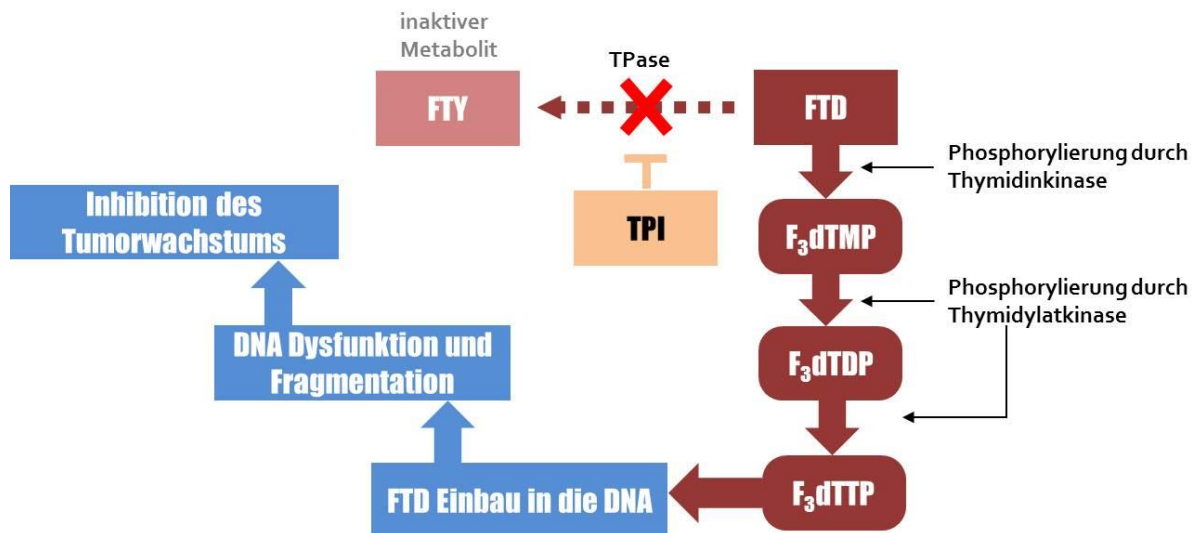 inaktiver
Metabolit
TPase
FTY
FTD
Phosphorylierung durch
Thymidinkinase
TPI
Inhibition des
Tumorwachstums
F₃dTMP
Phosphorylierung durch
Thymidylatkinase
DNA Dysfunktion und
Fragmentation
F₃dTDP
FTD Einbau in die DNA
F₃dTTP